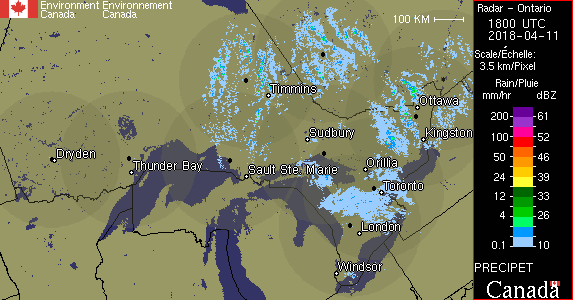 Environment Environnement
Canada Canada
100 KM
Timmins
Ottawa
Sudbury
Kingston
Dryden
Thunder Bay
Sault Ste. Marie
Orillia
Toronto
London
Windsor
Radar - Ontario
1800 UTC
2018-04-11
Scale/Échelle:
3.5 km/Pixel
Rain/Pluie
mm/hr dBZ
200 61
100 52
50 46
24 39
12 33
4 26
0.1 10
PRECIPET
Canada